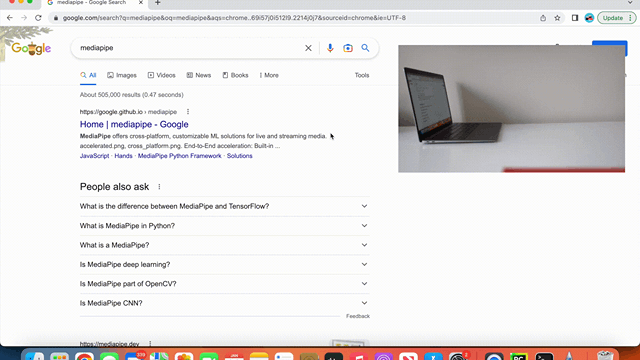 mediapipe - Google Search
google.com/search?q=mediapipe&oq=mediapipe&aqs=chrome..69i57j0i512l9.2214j0j7&sourceid=chrome&ie=UTF-8
Update
Google
mediapipe
All
Images
Videos
News
Books
More
Tools
About 505,000 results (0.47 seconds)
https://google.github.io › mediapipe
Home | mediapipe - Google
MediaPipe offers cross-platform, customizable ML solutions for live and streaming media.
accelerated.png, cross_platform.png. End-to-End acceleration: Built-in ...
JavaScript · Hands · MediaPipe Python Framework · Solutions
People also ask
What is the difference between MediaPipe and TensorFlow?
What is MediaPipe in Python?
What is a MediaPipe?
Is MediaPipe deep learning?
Is MediaPipe part of OpenCV?
Is MediaPipe CNN?
Feedback
https://mediapipe.dev